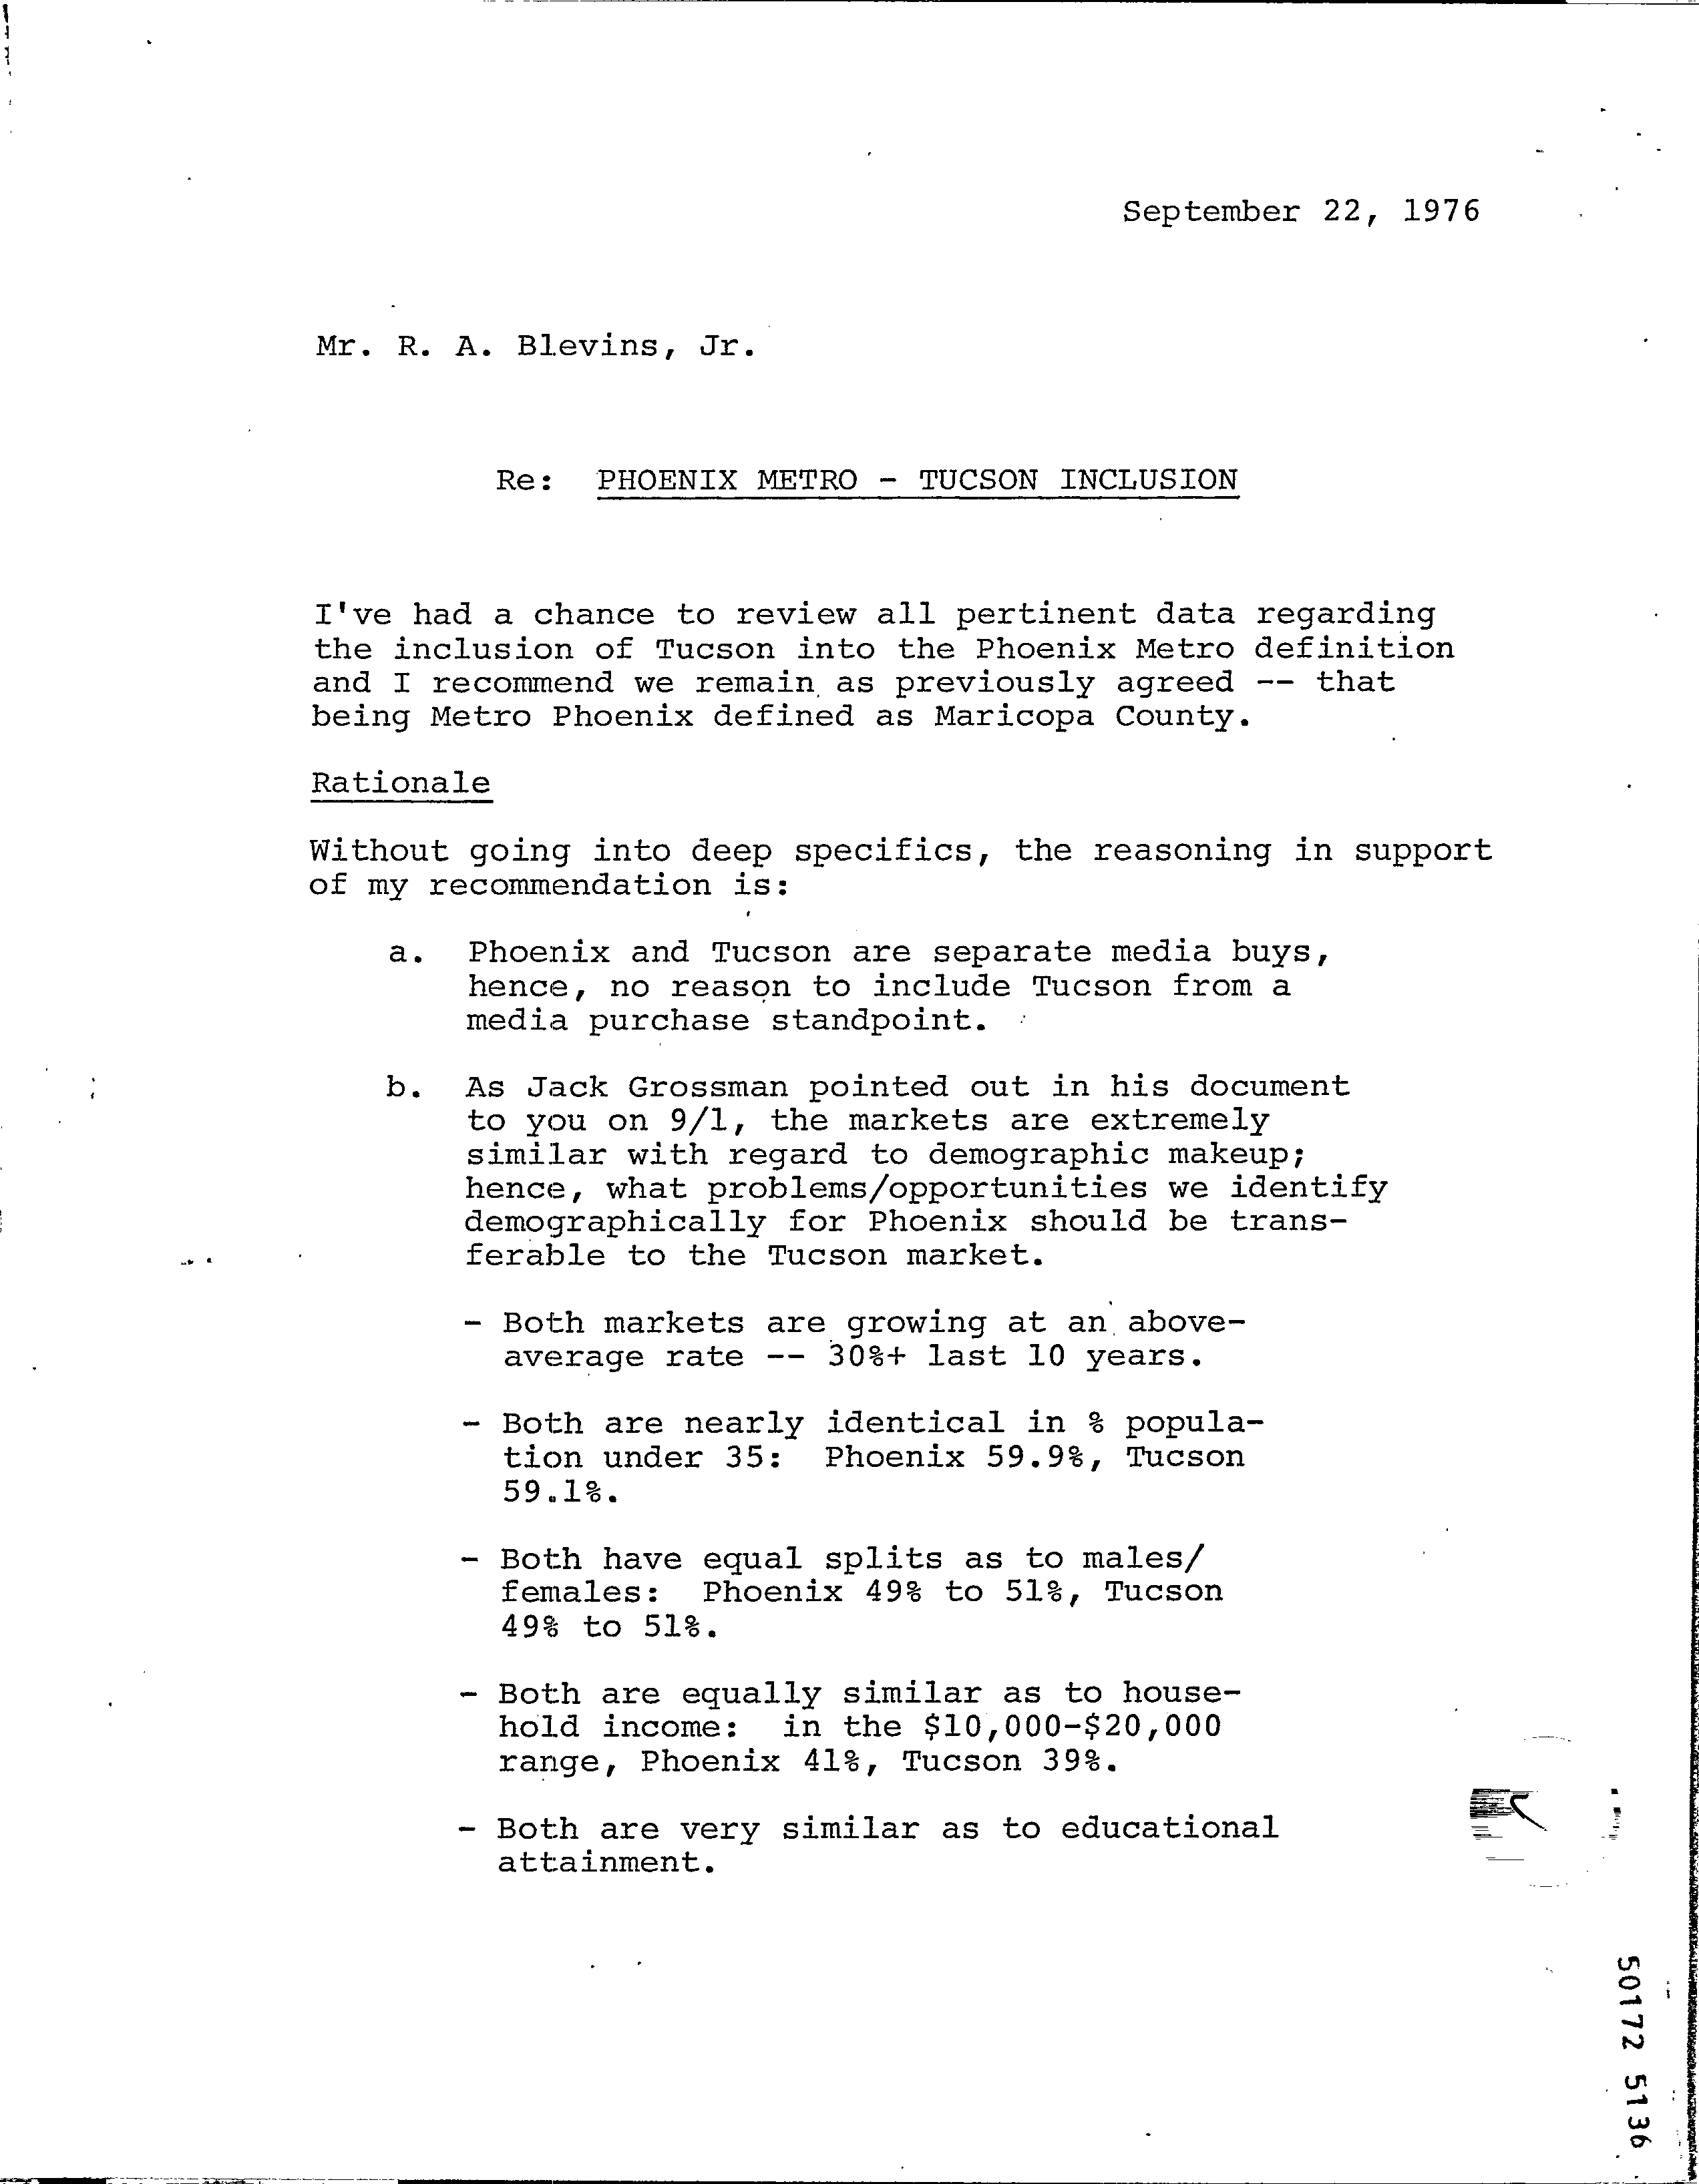 September 22, 1976
Mr. R. A. Blevins, Jr.
Re: PHOENIX METRO - TUCSON INCLUSION
I've had a chance to review all pertinent data regarding
the inclusion of Tucson into the Phoenix Metro definition
and I recommend we remain as previously agreed -- that
being Metro Phoenix defined as Maricopa County.
Rationale
Without going into deep specifics, the reasoning in support
of my recommendation is:
a. Phoenix and Tucson are separate media buys,
hence, no reason to include Tucson from a
media purchase standpoint.
b. As Jack Grossman pointed out in his document
to you on 9/1, the markets are extremely
similar with regard to demographic makeup;
hence, what problems/opportunities we identify
demographically for Phoenix should be trans-
ferable to the Tucson market.
- Both markets are growing at an above-
average rate -- 30%+ last 10 years.
- Both are nearly identical in % popula-
tion under 35: Phoenix 59.9%, Tucson
59.1%.
- Both have equal splits as to males/
females: Phoenix 49% to 51%, Tucson
49% to 51%.
- Both are equally similar as to house-
hold income: in the $10,000-$20,000
range, Phoenix 41%, Tucson 39%.
- Both are very similar as to educational
attainment.
50172 5136